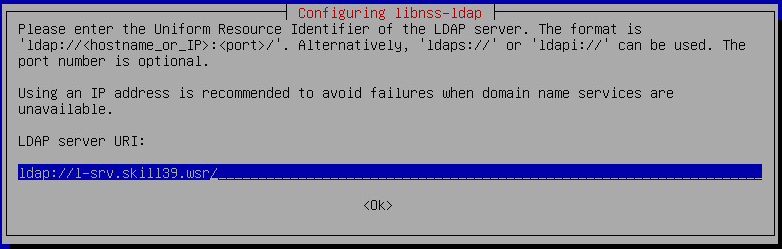 Configuring libnss-ldap
Please enter the Uniform Resource Identifier of the LDAP server. The format is
'ldap://<hostname_or_IP>:<port>/'. Alternatively, 'ldaps://' or 'ldapi://' can be used. The
port number is optional.
Using an IP address is recommended to avoid failures when domain name services are
unavailable.
LDAP server URI:
ldap://l-srv.skill39.wsr/
<Ok>